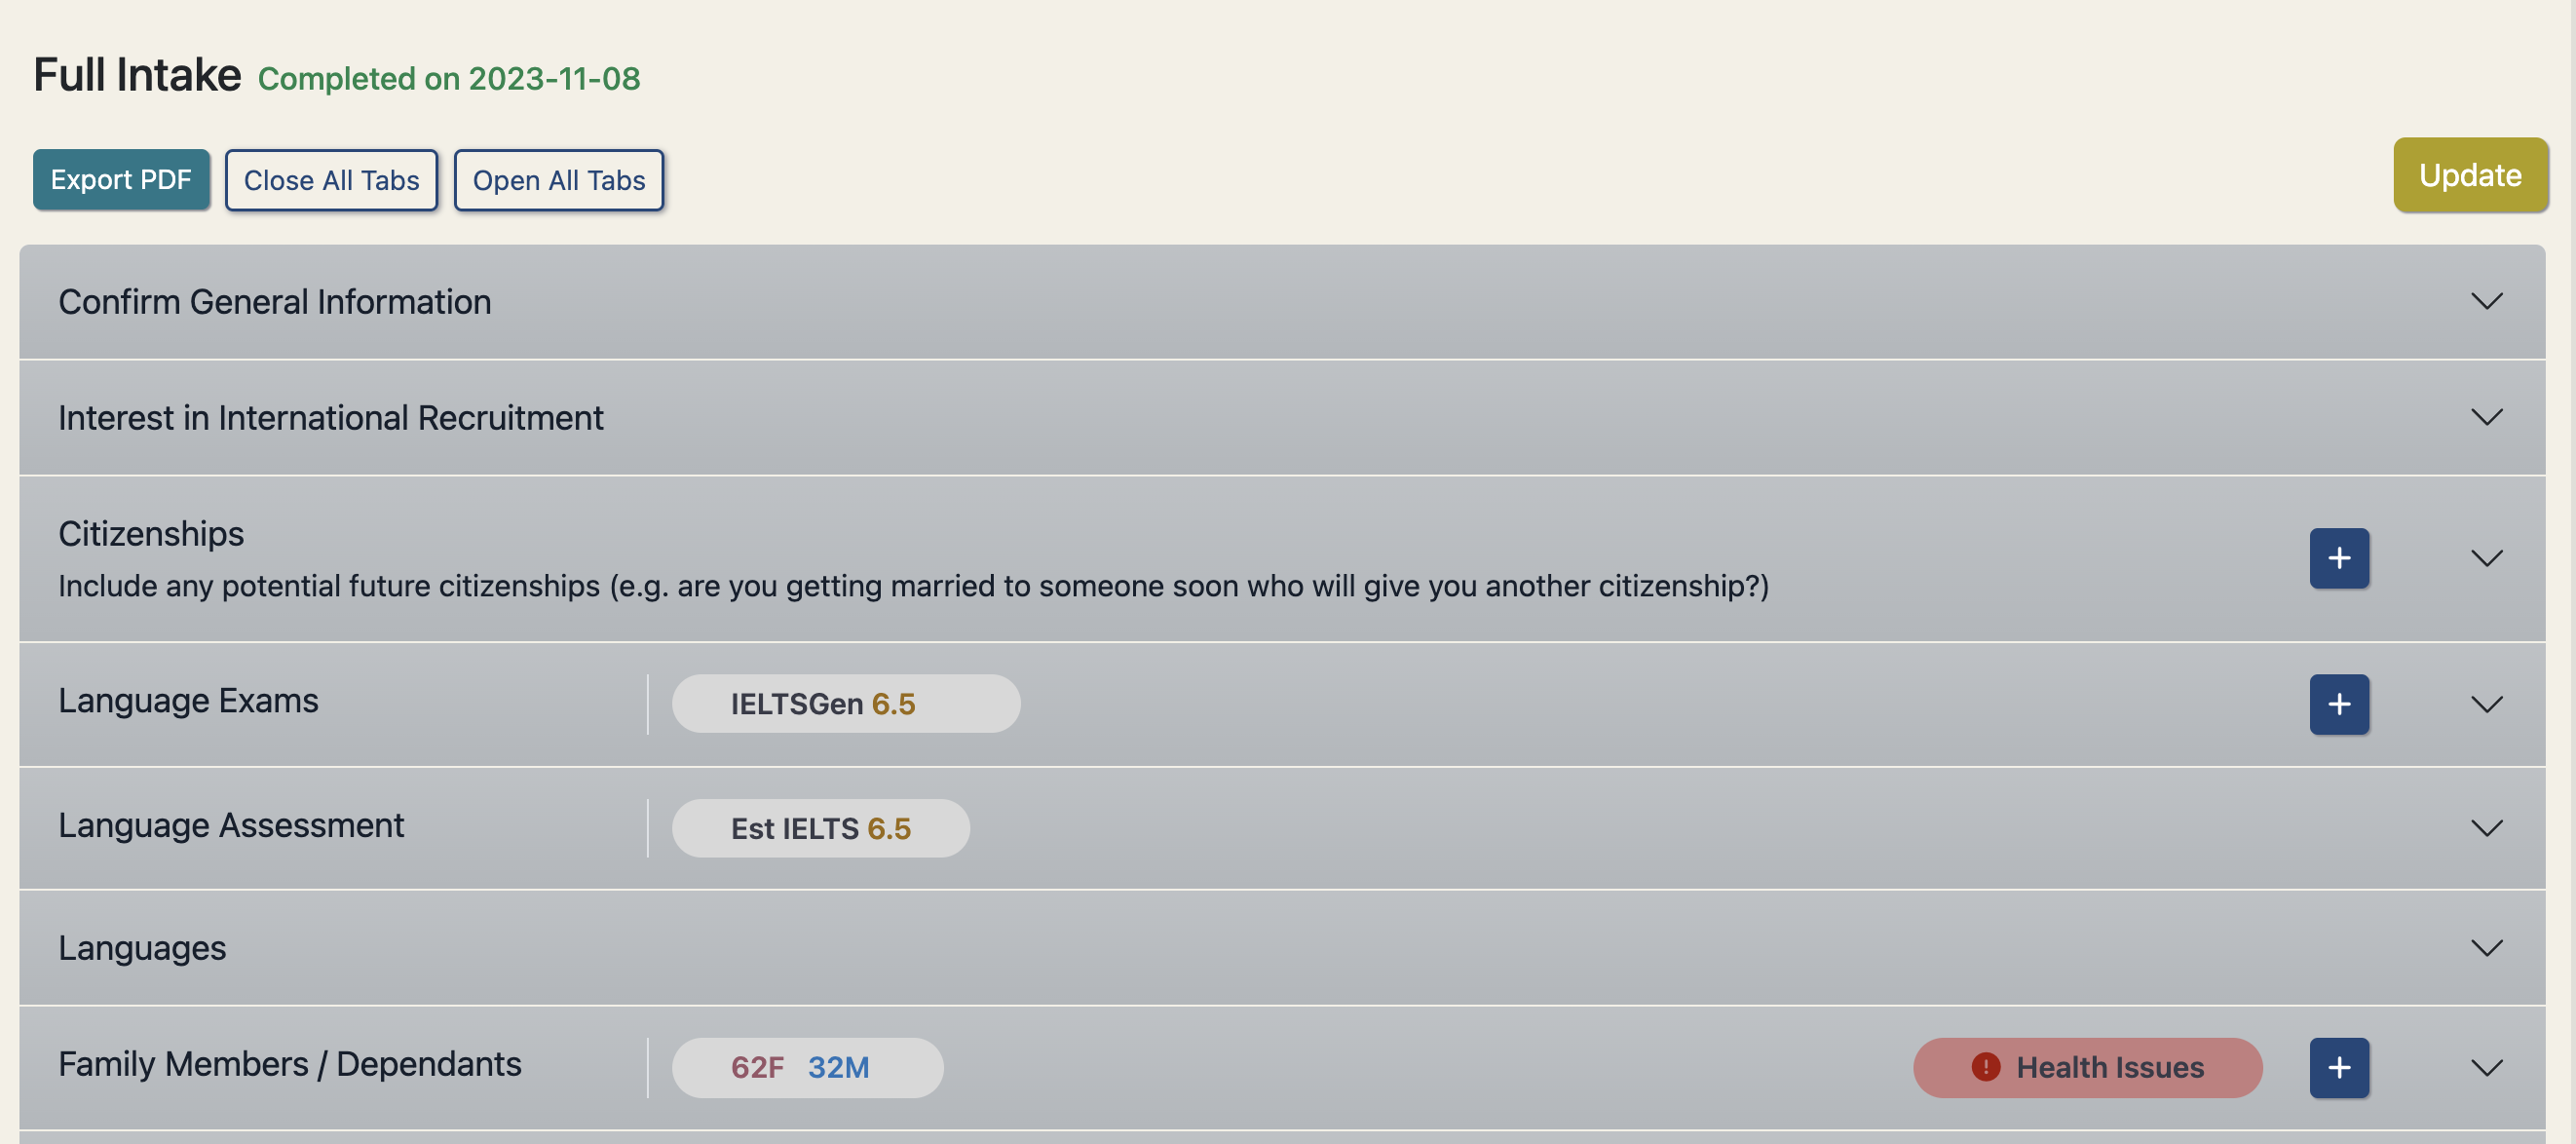 Full Intake Completed on 2023-11-08
Export PDF Close All Tabs Open All Tabs Update
Confirm General Information
Interest in International Recruitment
Citizenships
Include any potential future citizenships (e.g. are you getting married to someone soon who will give you another citizenship?)
Language Exams IELTSGen 6.5
Language Assessment Est IELTS 6.5
Languages
Family Members / Dependants 62F 32M Health Issues